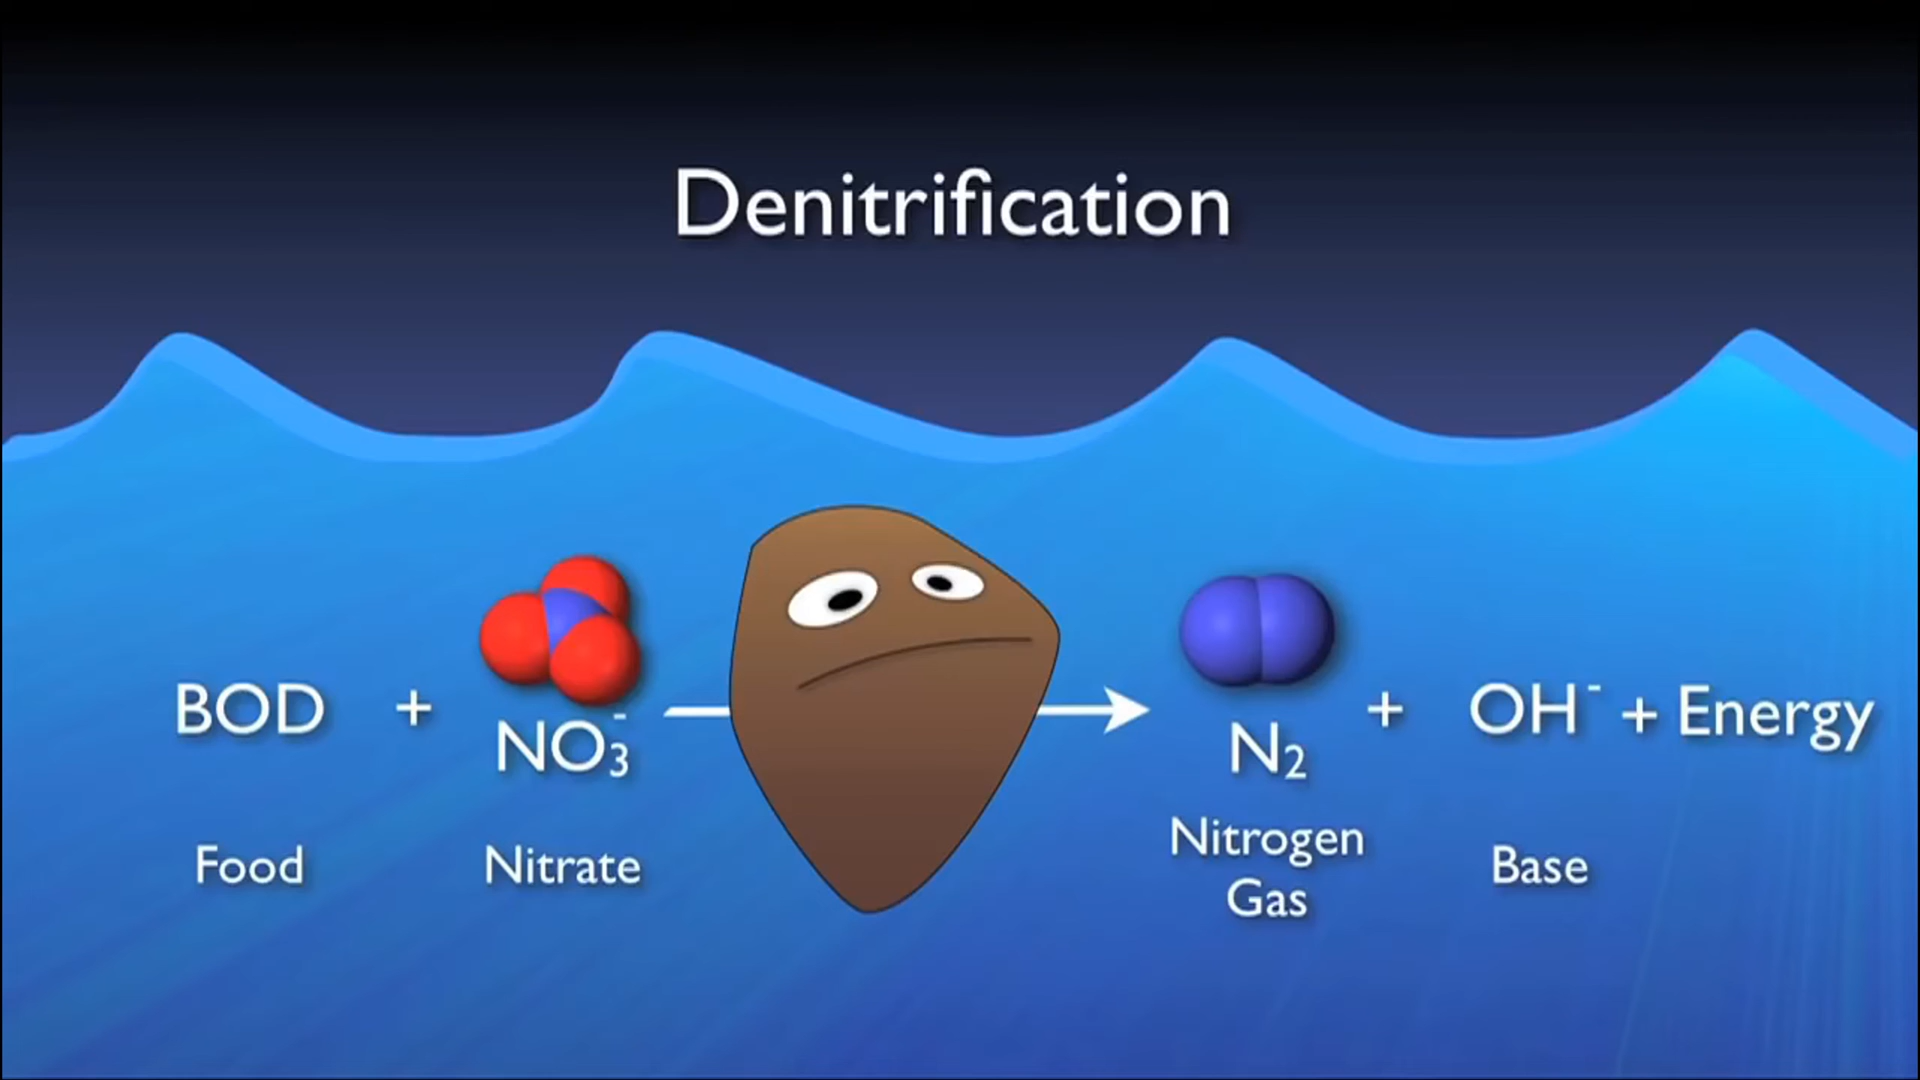 Denitrification
BOD + NO₃⁻ → N₂ + OH⁻ + Energy
Food Nitrate Nitrogen Gas Base